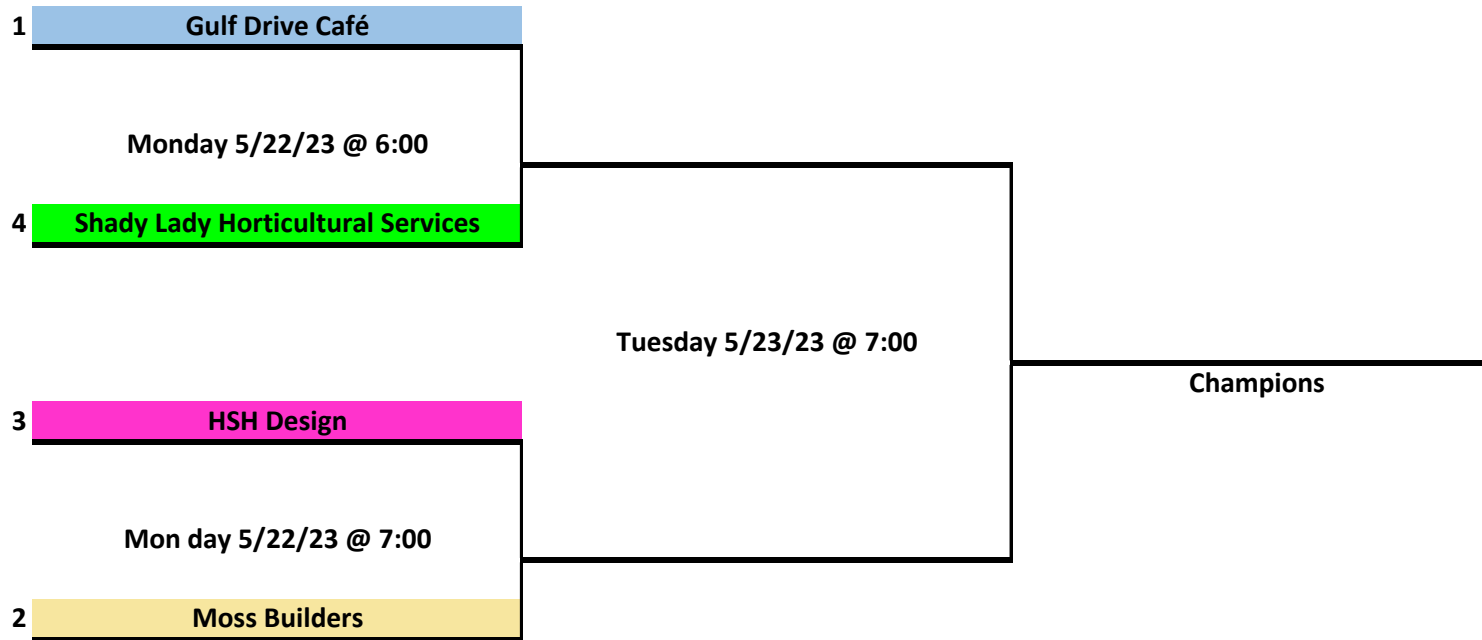 1 Gulf Drive Café
Monday 5/22/23 @ 6:00
4 Shady Lady Horticultural Services
Tuesday 5/23/23 @ 7:00
Champions
3 HSH Design
Mon day 5/22/23 @ 7:00
2 Moss Builders